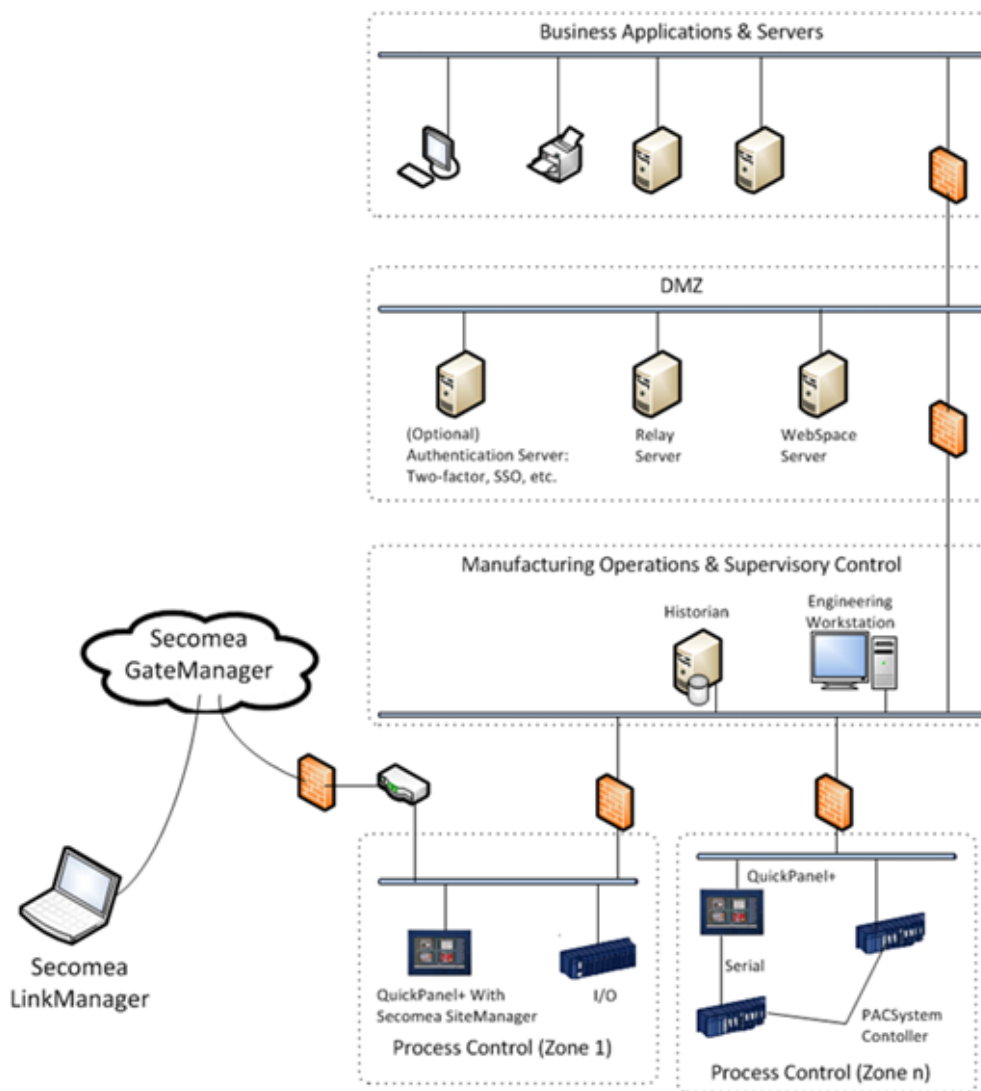 Business Applications & Servers
DMZ
(Optional)
Authentication Server:
Two-factor, SSO, etc.
Relay
Server
WebSpace
Server
Manufacturing Operations & Supervisory Control
Historian
Engineering
Workstation
Secomea
GateManager
Secomea
LinkManager
QuickPanel+ With
Secomea SiteManager
I/O
Process Control (Zone 1)
QuickPanel+
Serial
PACSystem
Contoller
Process Control (Zone n)